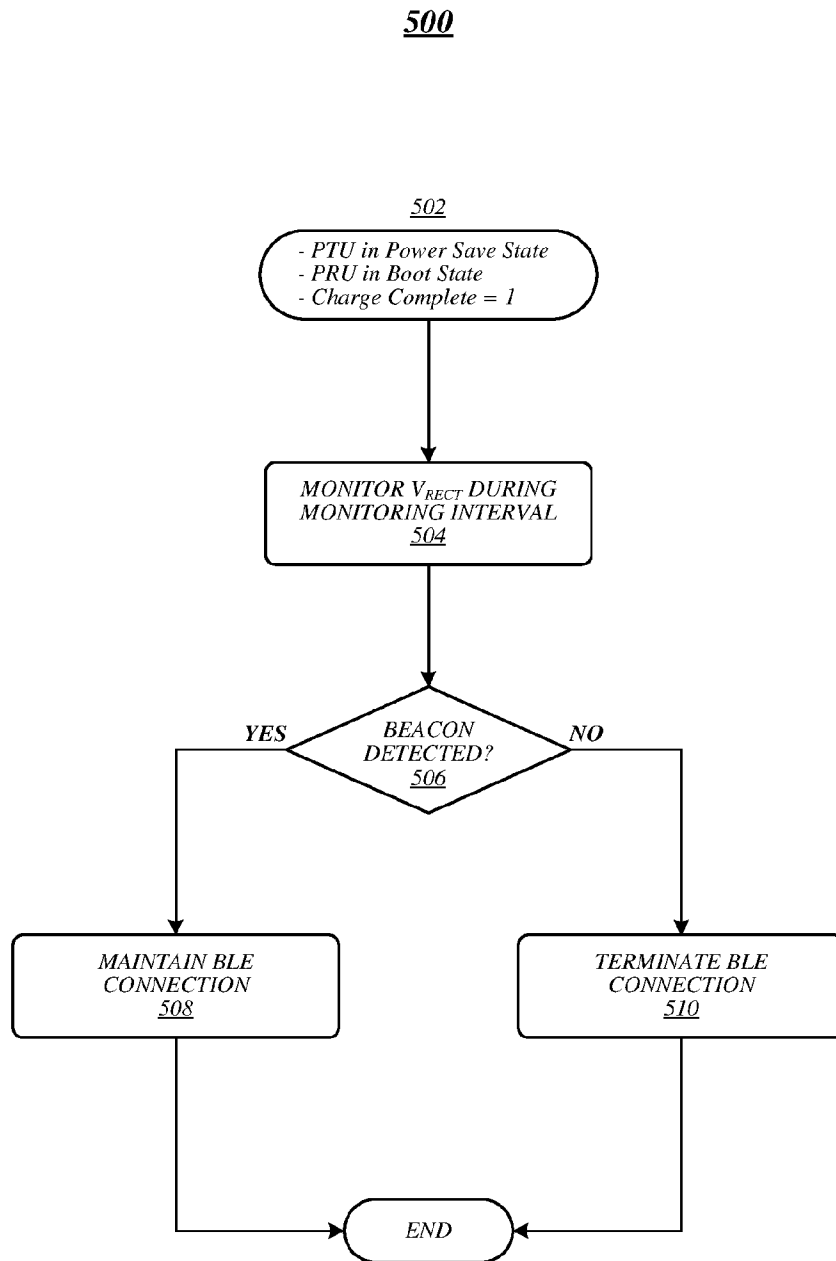 500
502
- PTU in Power Save State
- PRU in Boot State
- Charge Complete = 1
MONITOR VRECT DURING
MONITORING INTERVAL
504
YES
BEACON
DETECTED?
506
NO
MAINTAIN BLE
CONNECTION
508
TERMINATE BLE
CONNECTION
510
END